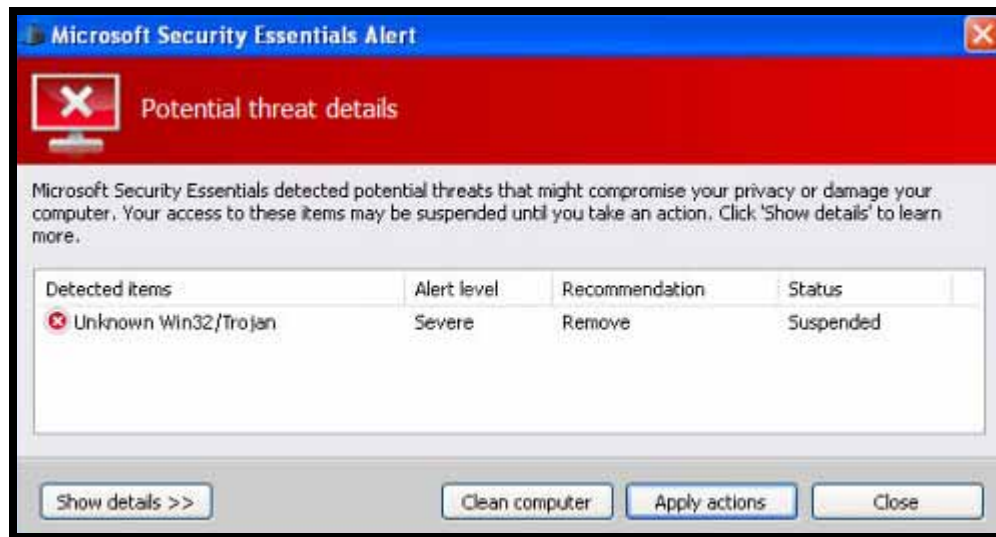 Microsoft Security Essentials Alert
Potential threat details
Microsoft Security Essentials detected potential threats that might compromise your privacy or damage your
computer. Your access to these items may be suspended until you take an action. Click 'Show details' to learn
more.
Detected items Alert level Recommendation Status
Unknown Win32/Trojan Severe Remove Suspended
Show details >> Clean computer Apply actions Close